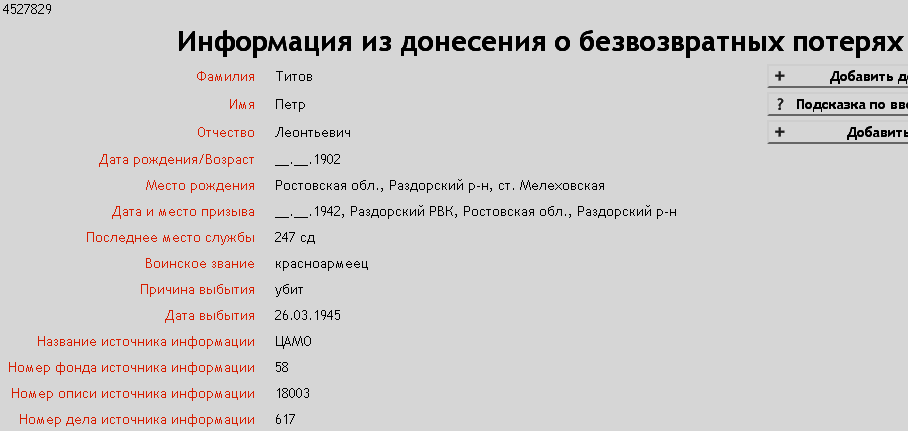 4527829
Информация из донесения о безвозвратных потерях
Фамилия Титов
+ Добавить
Имя Петр
? Подсказка по
Отчество Леонтьевич
+ Добавить
Дата рождения/Возраст __.__.1902
Место рождения Ростовская обл., Раздорский р-н, ст. Мелеховская
Дата и место призыва __.__.1942, Раздорский РВК, Ростовская обл., Раздорский р-н
Последнее место службы 247 сд
Воинское звание красноармеец
Причина выбытия убит
Дата выбытия 26.03.1945
Название источника информации ЦАМО
Номер фонда источника информации 58
Номер описи источника информации 18003
Номер дела источника информации 617